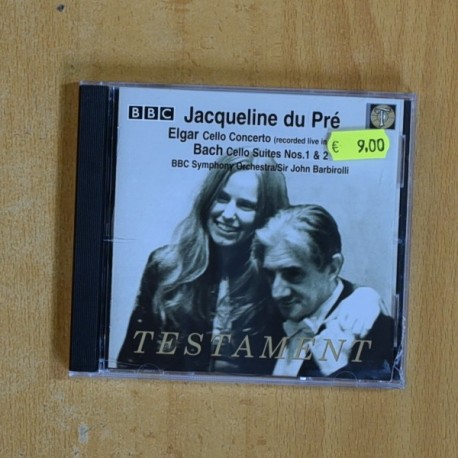 BBC Jacqueline du Pré
Elgar Cello Concerto (recorded live in
€ 9,00
Bach Cello Suites Nos.1 & 2
BBC Symphony Orchestra/Sir John Barbirolli
TESTAMENT